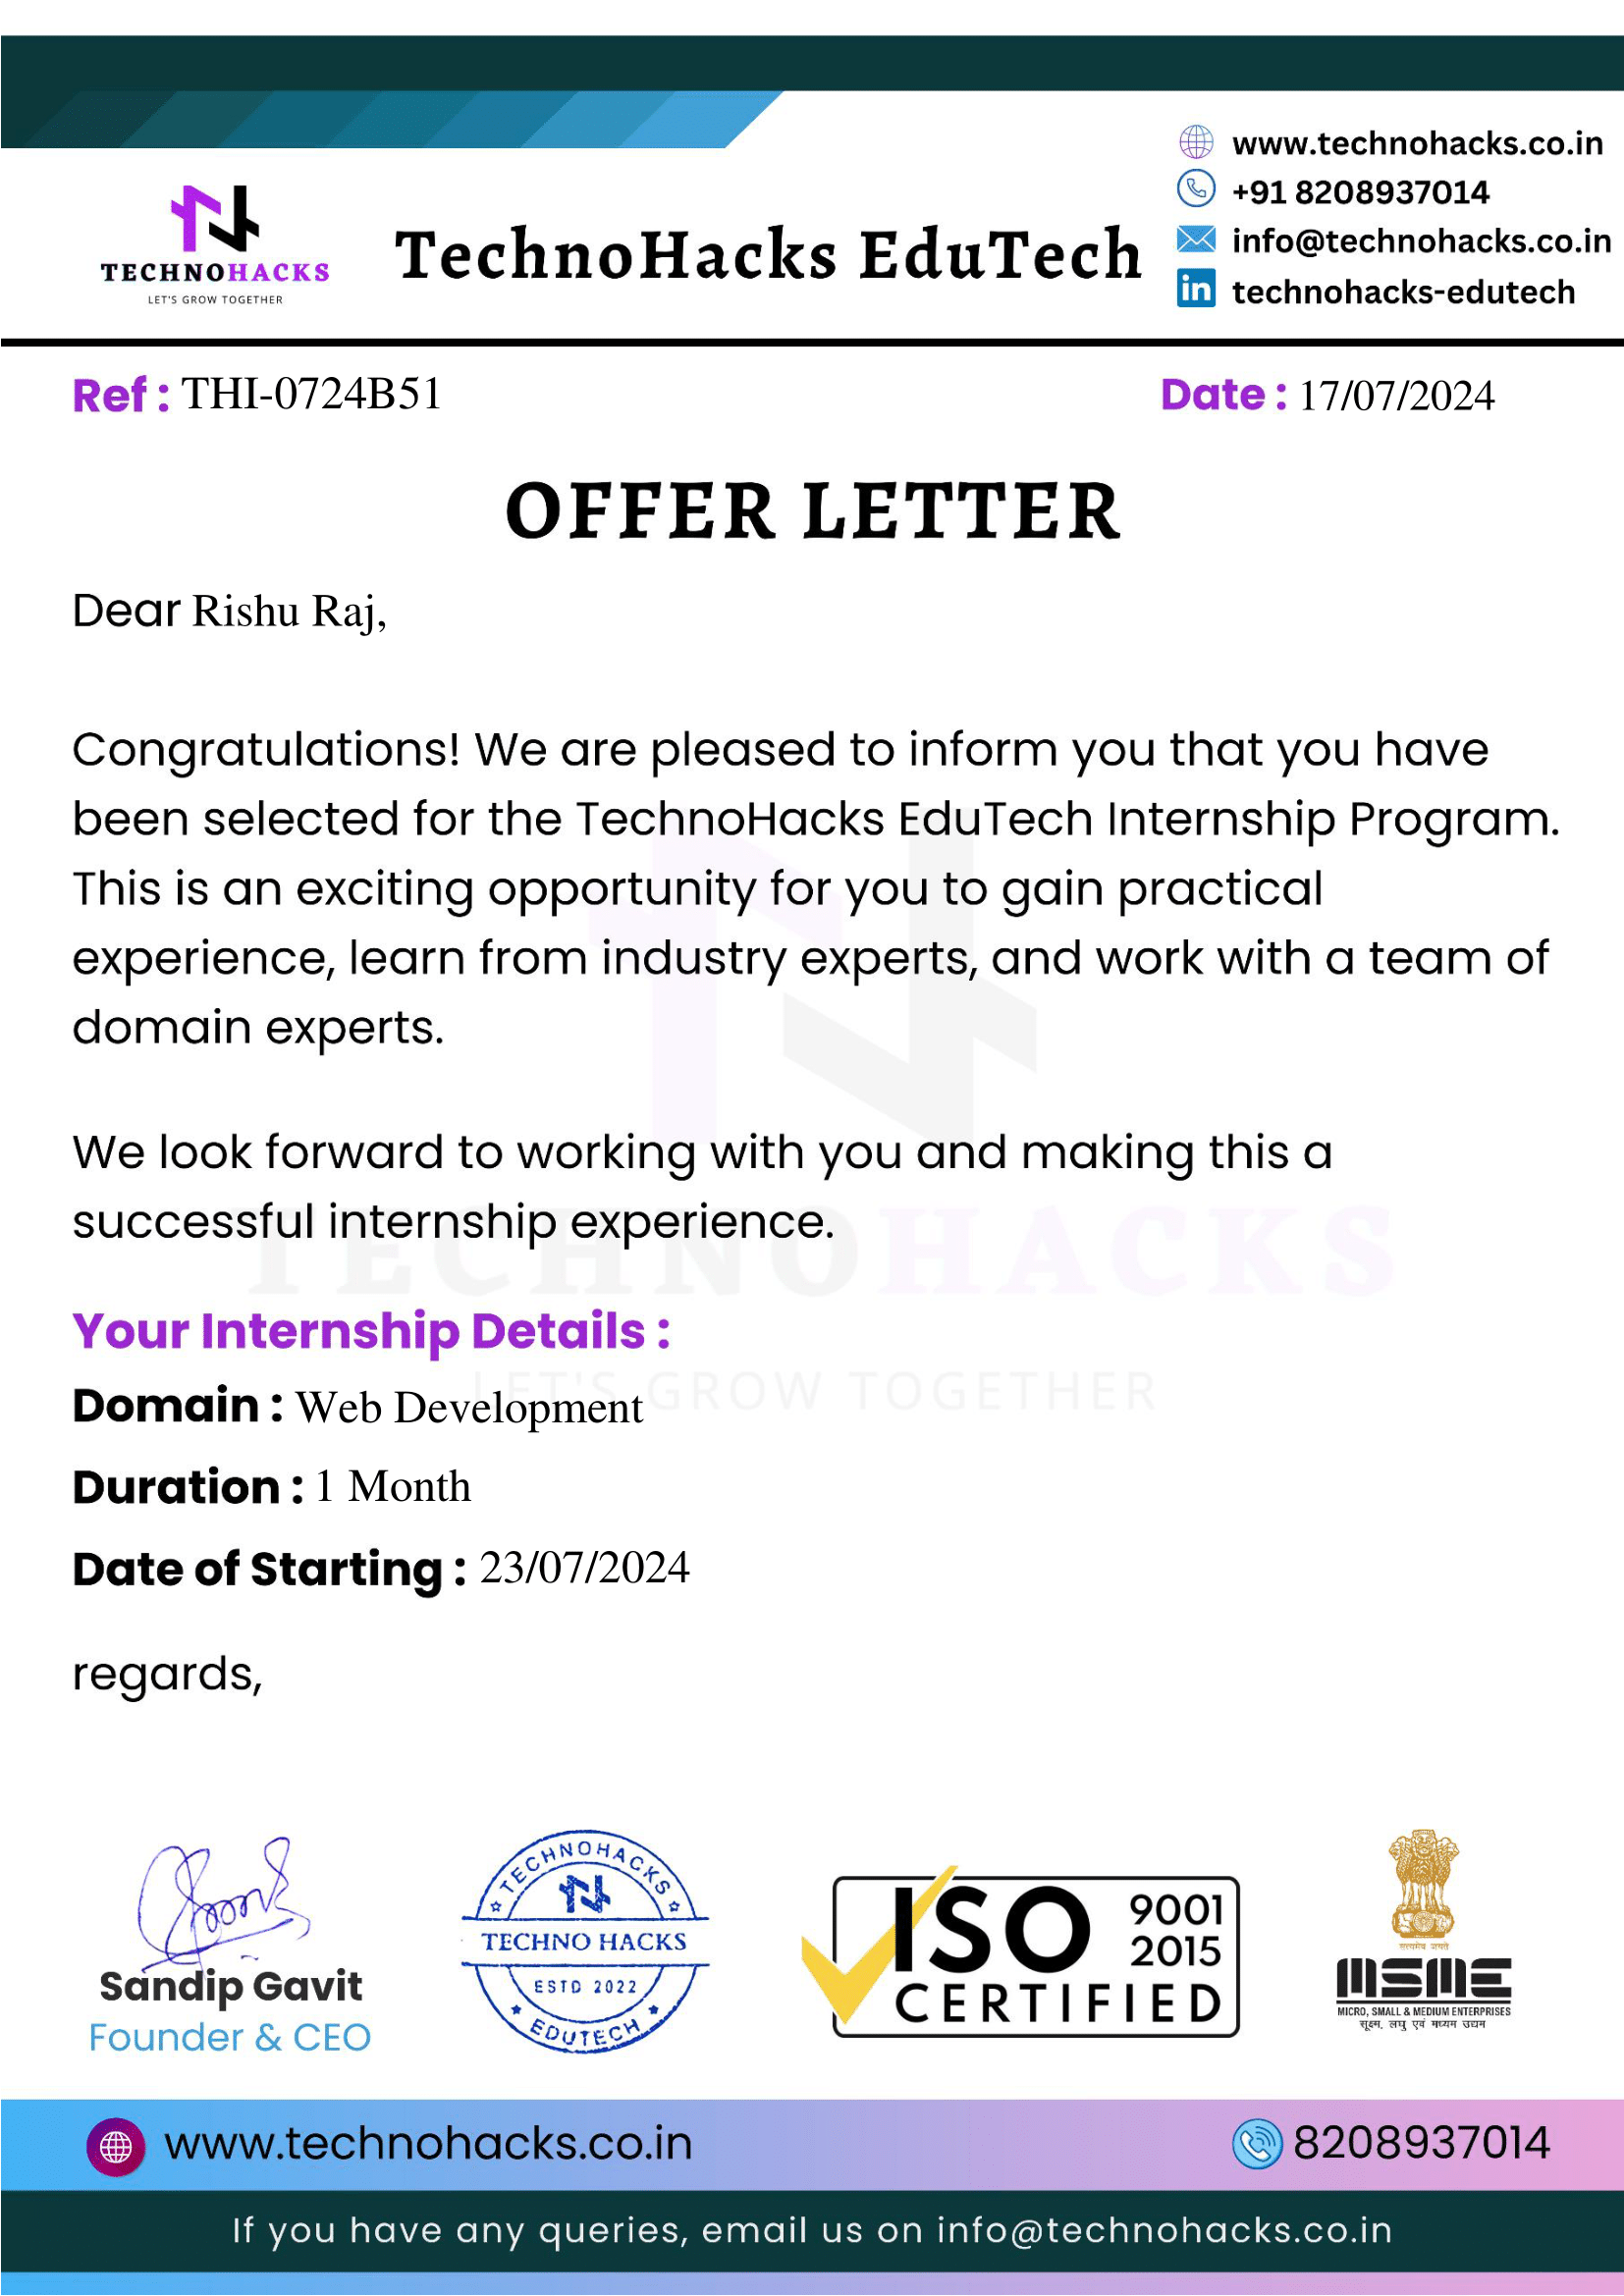 www.technohacks.co.in
+91 8208937014
info@technohacks.co.in
in technohacks-edutech
TECHNOHACKS
LET'S GROW TOGETHER
TechnoHacks EduTech
Ref : THI-0724B51
Date : 17/07/2024
OFFER LETTER
Dear Rishu Raj,
Congratulations! We are pleased to inform you that you have
been selected for the TechnoHacks EduTech Internship Program.
This is an exciting opportunity for you to gain practical
experience, learn from industry experts, and work with a team of
domain experts.
We look forward to working with you and making this a
successful internship experience.
TECHNOHACKS
LET'S GROW TOGETHER
Your Internship Details :
Domain : Web Development
Duration : 1 Month
Date of Starting : 23/07/2024
regards,
Sandip Gavit
Founder & CEO
TECHNOHACKS
TECHNO HACKS
ESTD 2022
EDUTECH
ISO 9001 2015
CERTIFIED
सत्यमेव जयते
MSME
MICRO, SMALL & MEDIUM ENTERPRISES
सूक्ष्म, लघु एवं मध्यम उद्यम
www.technohacks.co.in
8208937014
If you have any queries, email us on info@technohacks.co.in